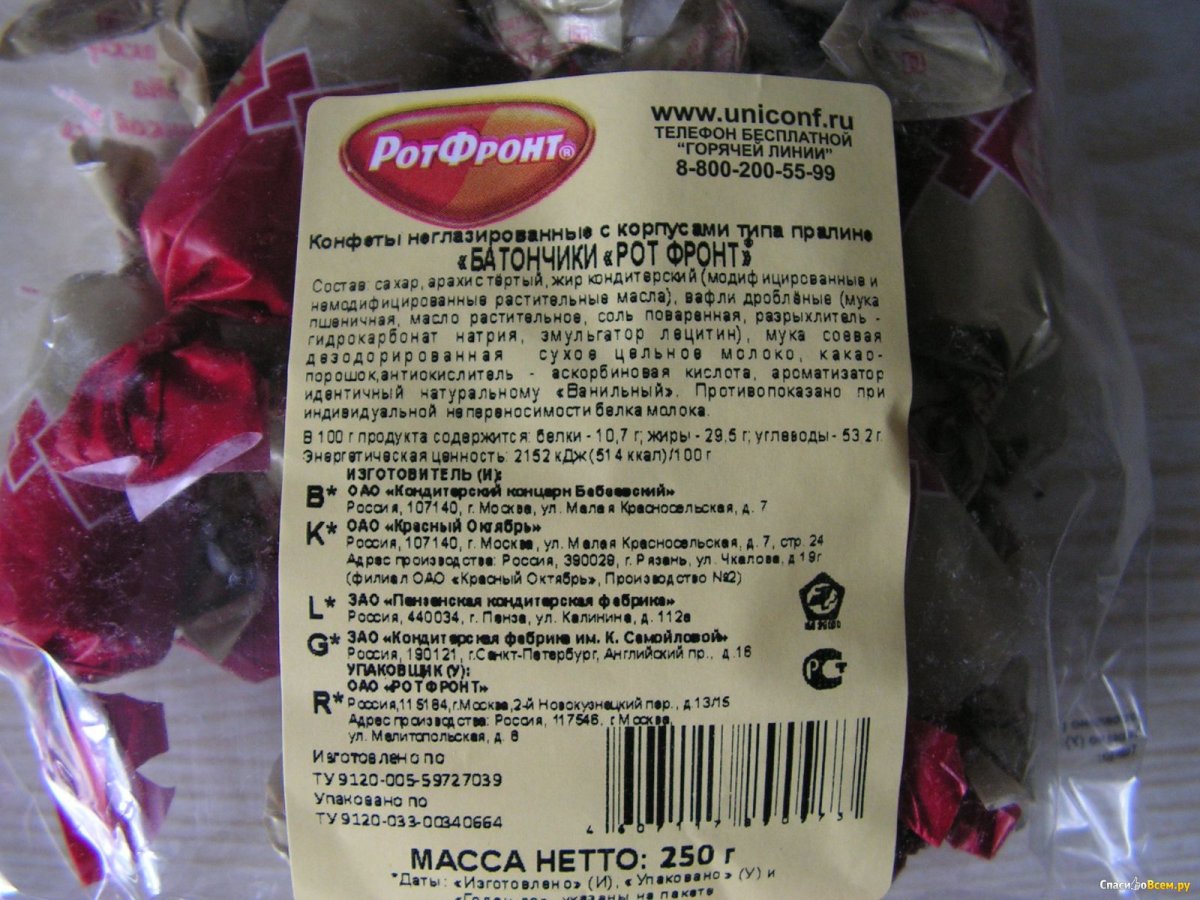 РОТФРОНТ®
www.uniconf.ru
ТЕЛЕФОН БЕСПЛАТНОЙ
"ГОРЯЧЕЙ ЛИНИИ"
8-800-200-55-99
Конфеты неглазированные с корпусами типа пралине
«БАТОНЧИКИ «РОТ ФРОНТ»®
Состав: сахар, арахис тёртый, жир кондитерский (модифицированные и
немодифицированные растительные масла), вафли дроблёные (мука
пшеничная, масло растительное, соль поваренная, разрыхлитель -
гидрокарбонат натрия, эмульгатор лецитин), мука соевая
дезодорированная сухое цельное молоко, какао-
порошок,антиокислитель - аскорбиновая кислота, ароматизатор
идентичный натуральному «Ванильный». Противопоказано при
индивидуальной непереносимости белка молока.
В 100 г продукта содержится: белки - 10,7 г; жиры - 29,5 г; углеводы - 53,2 г.
Энергетическая ценность: 2152 кДж (514 ккал)/100 г
ИЗГОТОВИТЕЛЬ (И):
B* ОАО «Кондитерский концерн Бабаевский»
Россия, 107140, г. Москва, ул. Малая Красносельская, д. 7
K* ОАО «Красный Октябрь»
Россия, 107140, г. Москва, ул. Малая Красносельская, д. 7, стр. 24
Адрес производства: Россия, 390029, г. Рязань, ул. Чкалова, д 19г
(филиал ОАО «Красный Октябрь», Производство №2)
L* ЗАО «Пензенская кондитерская фабрика»
Россия, 440034, г. Пенза, ул. Калинина, д. 112а
G* ЗАО «Кондитерская фабрика им. К. Самойловой»
Россия, 190121, г.Санкт-Петербург, Английский пр., д.16
УПАКОВЩИК (У):
ОАО «РОТФРОНТ»
R* Россия,115184,г.Москва,2-й Новокузнецкий пер., д 13/15
Адрес производства: Россия, 117546, г Москва,
ул. Мелитопольская, д. 8
Изготовлено по
ТУ 9120-005-59727039
Упаковано по
ТУ 9120-033-00340664
РСТ
МАССА НЕТТО: 250 г
*Даты: «Изготовлено» (И), «Упаковано» (У) и
указаны на пакете
СпасибоВсем.ру